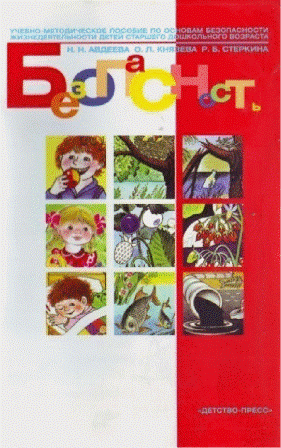 УЧЕБНО-МЕТОДИЧЕСКОЕ ПОСОБИЕ ПО ОСНОВАМ БЕЗОПАСНОСТИ
ЖИЗНЕДЕЯТЕЛЬНОСТИ ДЕТЕЙ СТАРШЕГО ДОШКОЛЬНОГО ВОЗРАСТА
Н. Н. АВДЕЕВА О. Л. КНЯЗЕВА Р. Б. СТЕРКИНА
БЕЗОПАСНОСТЬ
«ДЕТСТВО-ПРЕСС»